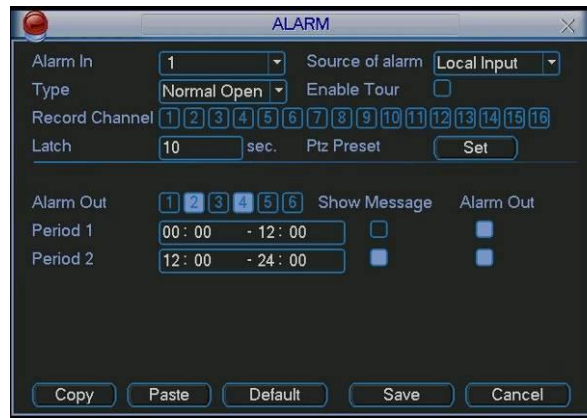 ALARM
Alarm In 1 Source of alarm Local Input
Type Normal Open Enable Tour
Record Channel 1 2 3 4 5 6 7 8 9 10 11 12 13 14 15 16
Latch 10 sec. Ptz Preset Set
Alarm Out 1 2 3 4 5 6 Show Message Alarm Out
Period 1 00: 00 - 12: 00
Period 2 12: 00 - 24: 00
Copy Paste Default Save Cancel